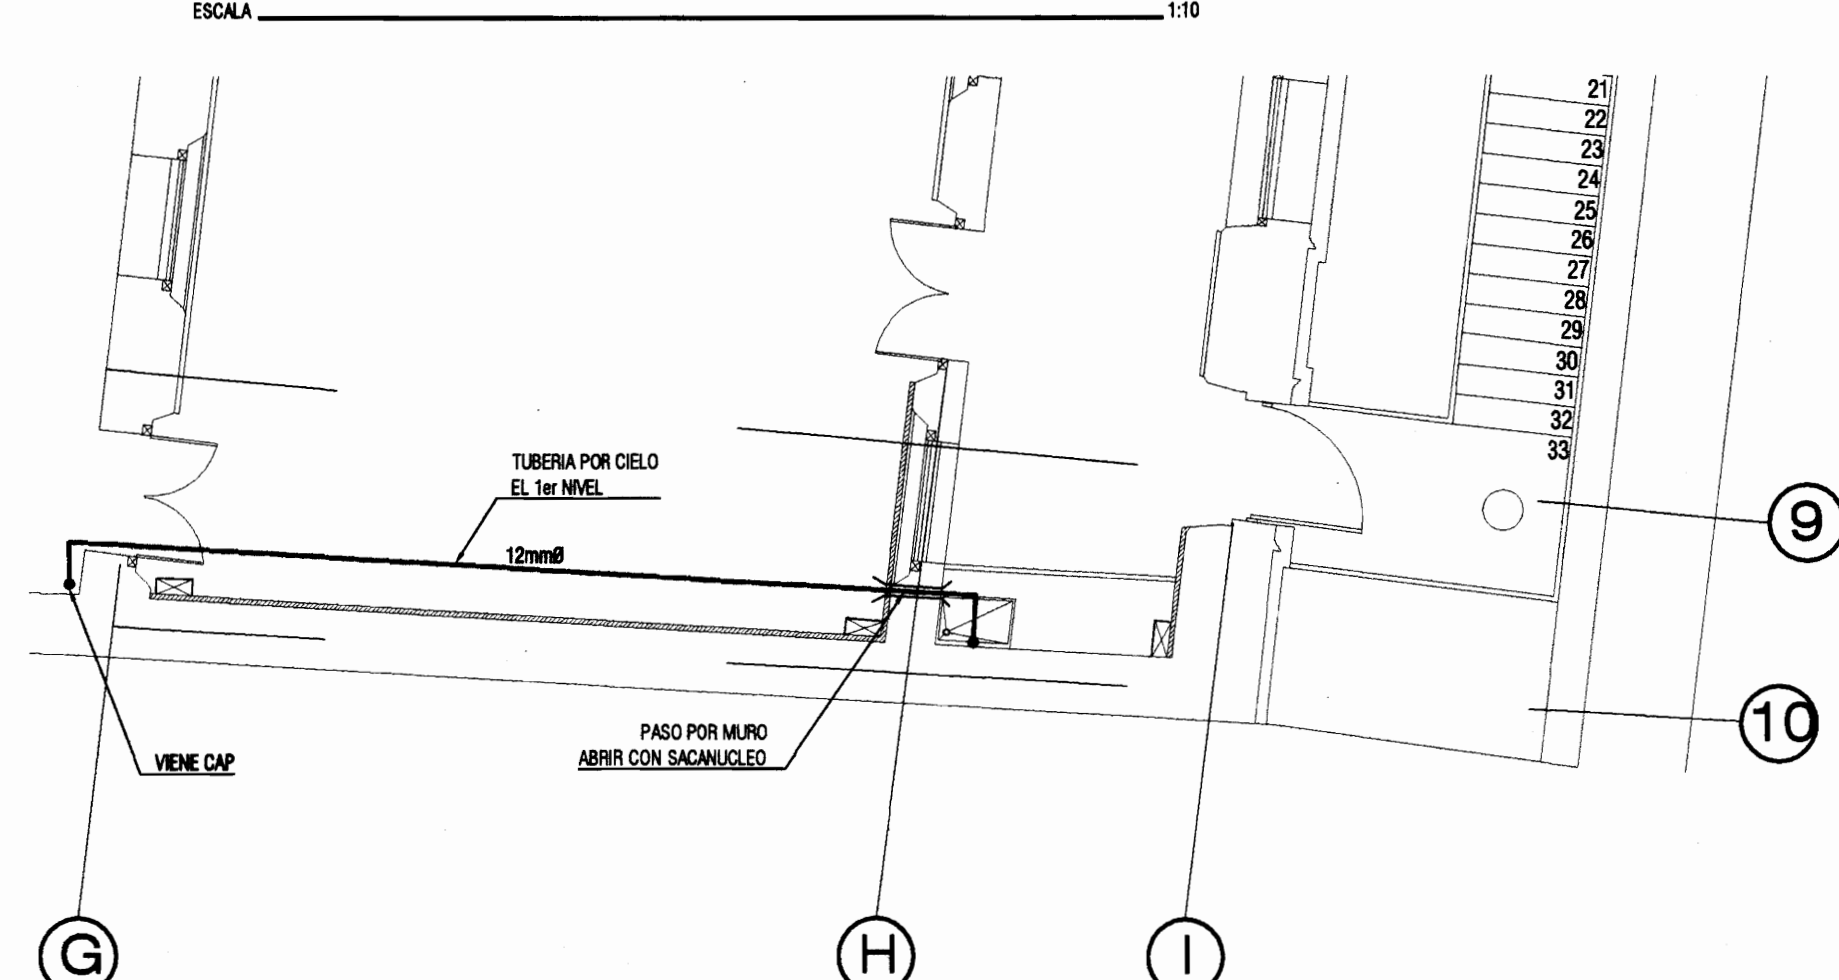 ESCALA 1:10
21
22
23
24
25
26
27
28
29
30
31
32
33
TUBERIA POR CIELO
EL 1er NIVEL
12mmØ
9
PASO POR MURO
ABRIR CON SACANUCLEO
VIENE CAP
10
G
H
I